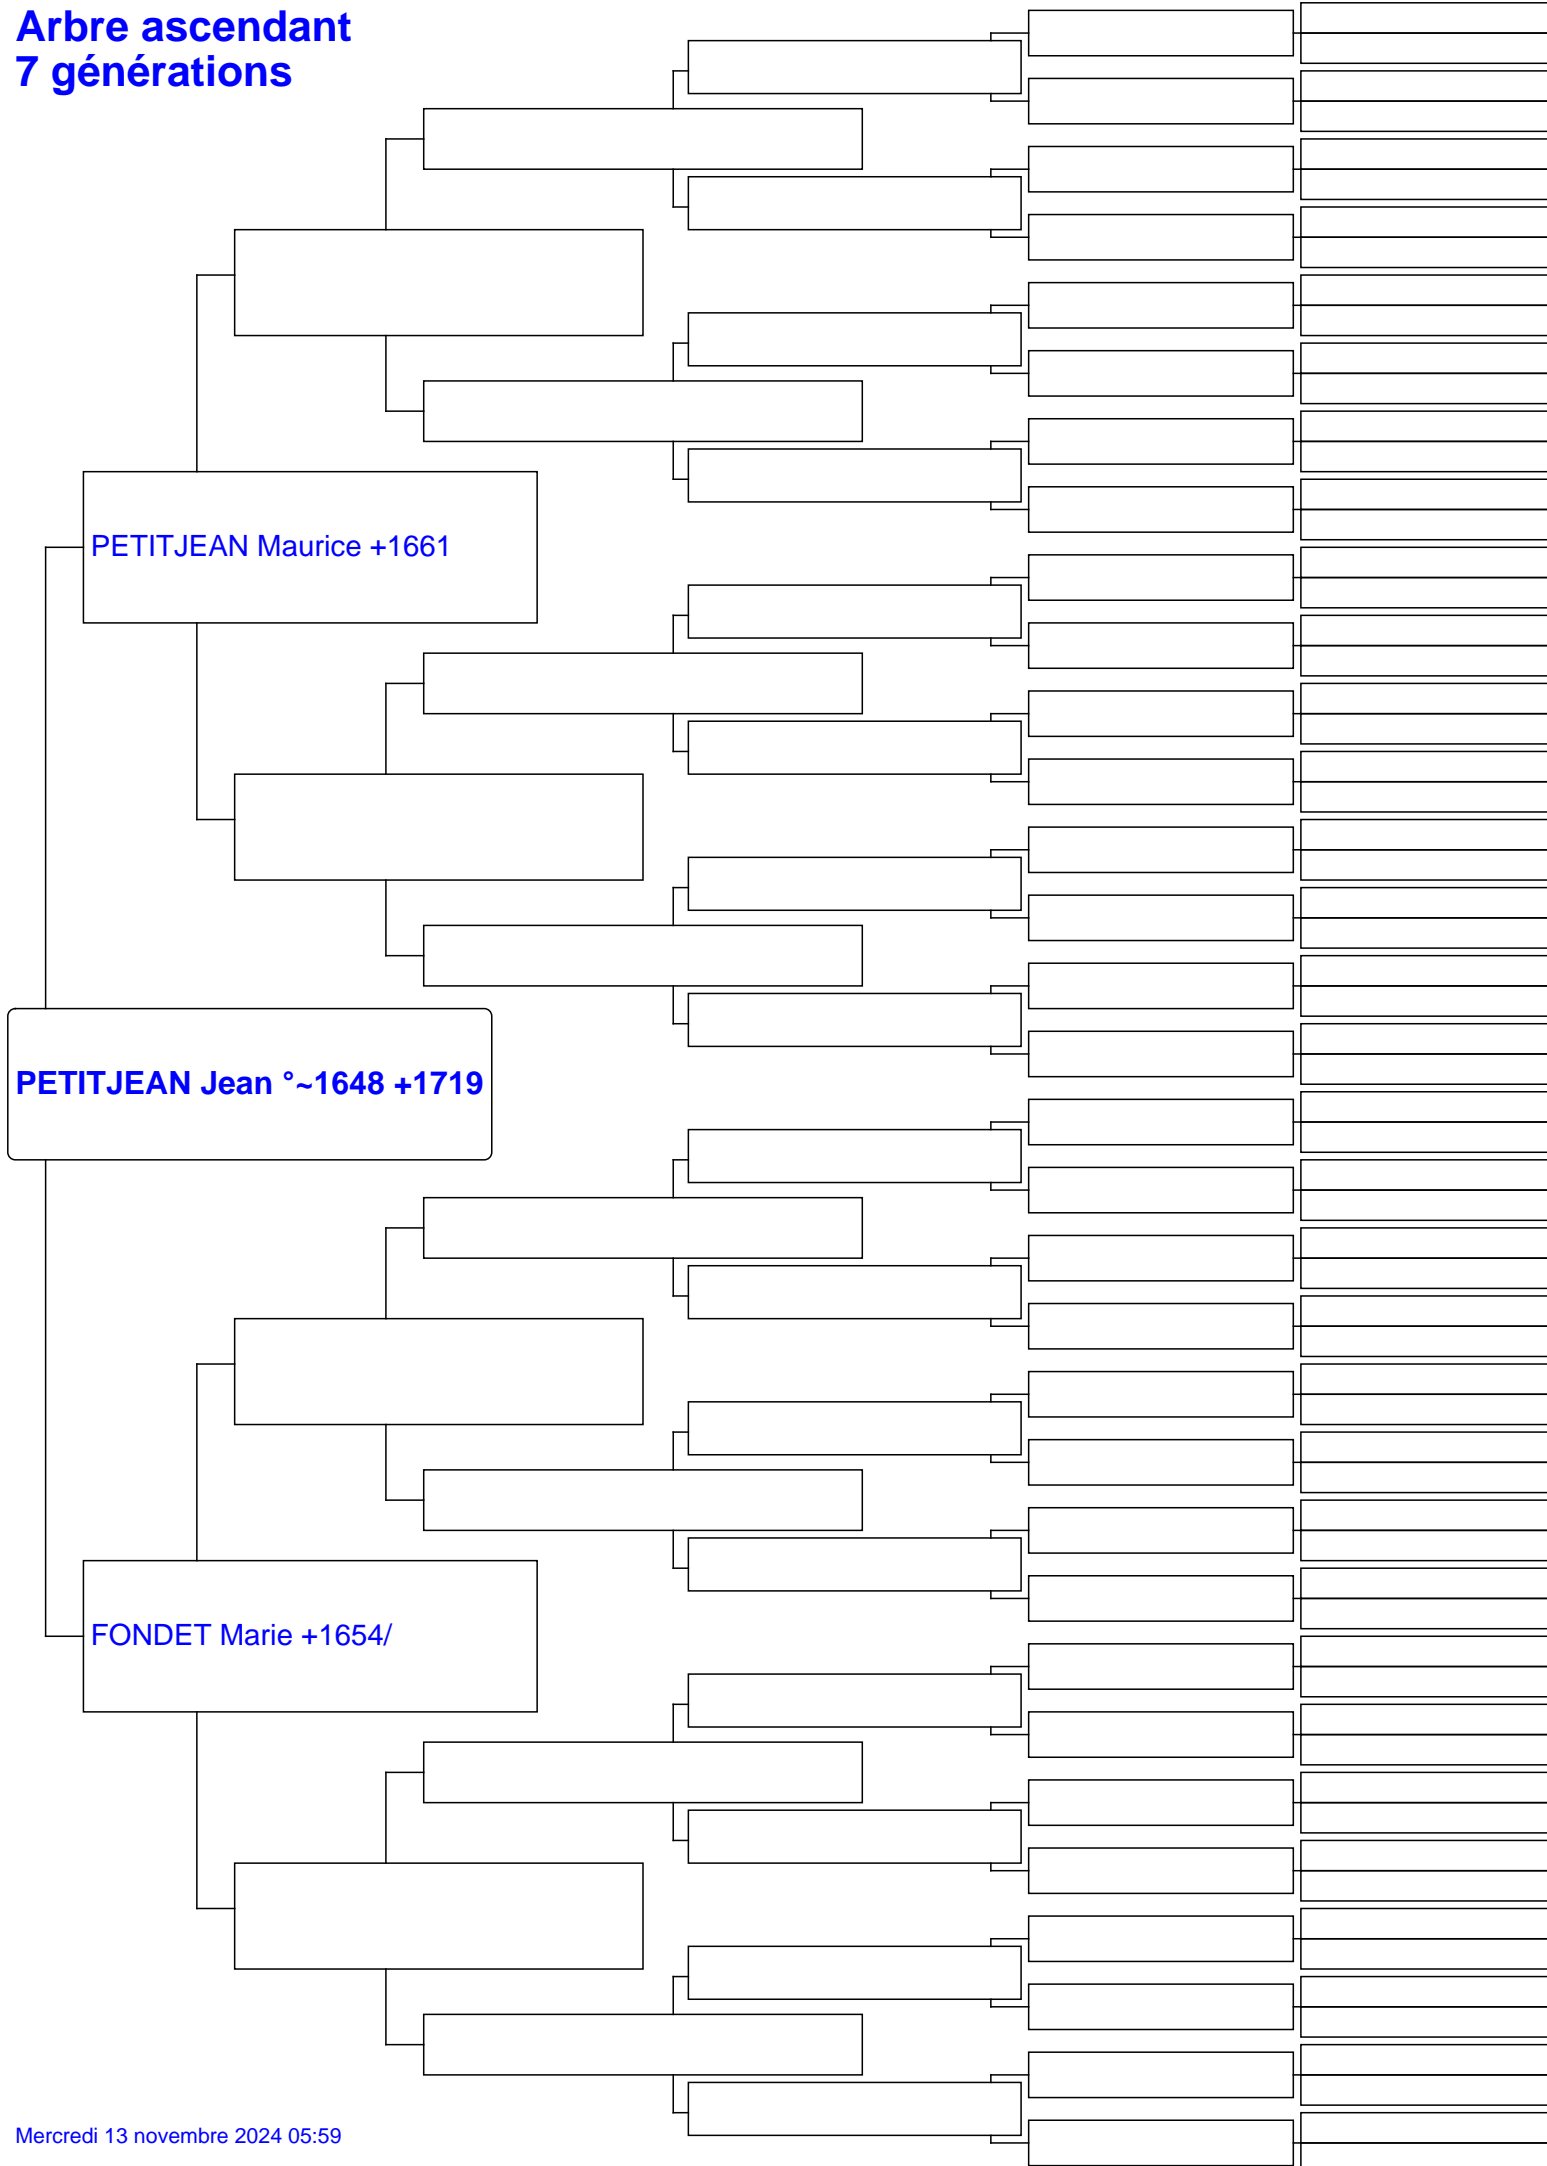 Arbre ascendant
7 générations
PETITJEAN Maurice +1661
PETITJEAN Jean °~1648 +1719
FONDET Marie +1654/
Mercredi 13 novembre 2024 05:59